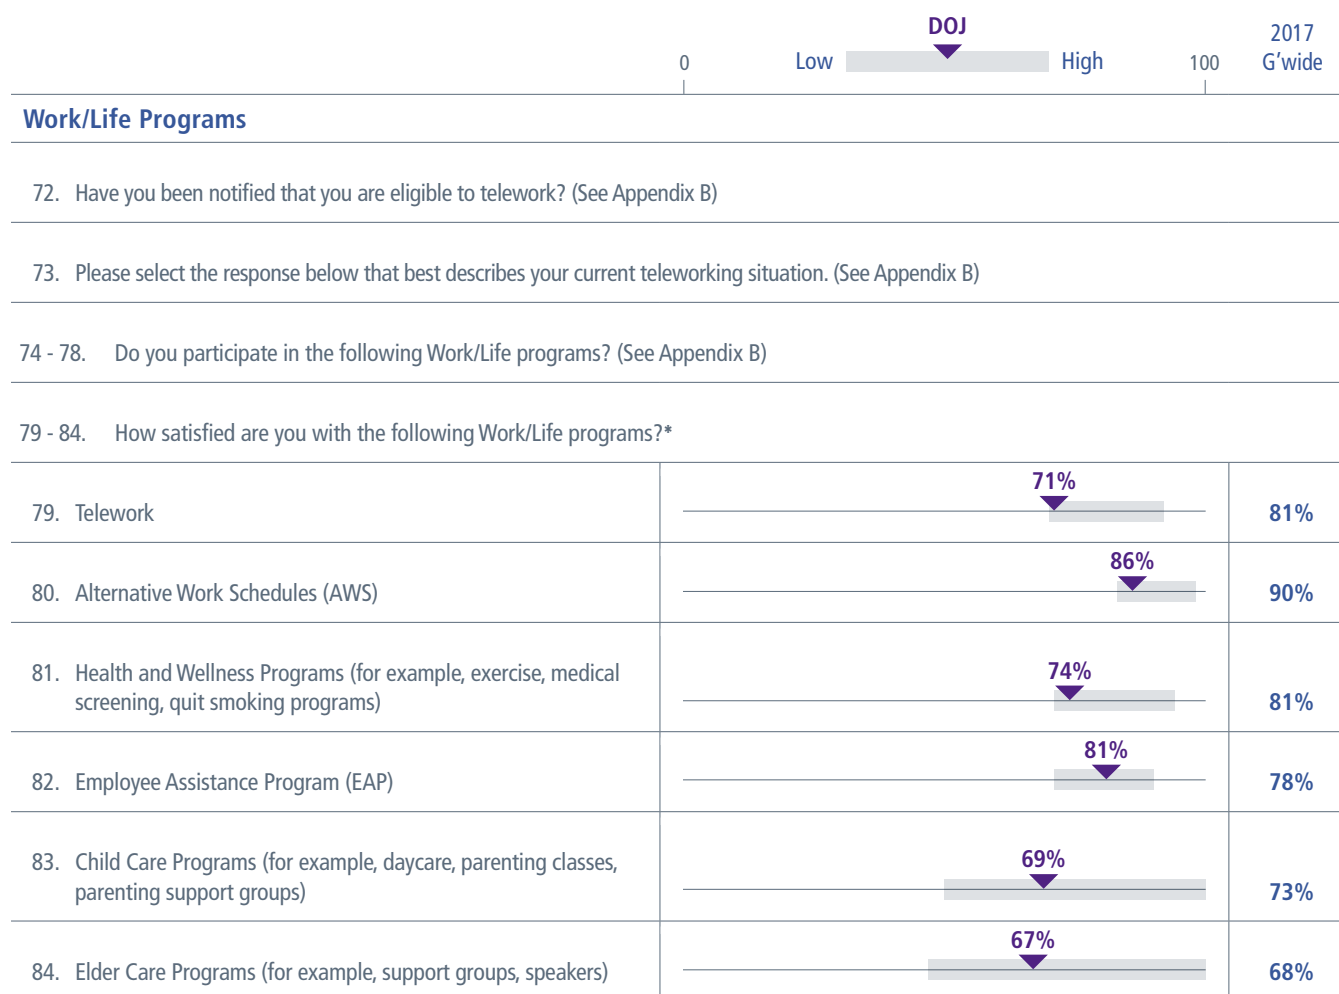 DOJ
0 Low High 100
2017
G’wide
Work/Life Programs
72. Have you been notified that you are eligible to telework? (See Appendix B)
73. Please select the response below that best describes your current teleworking situation. (See Appendix B)
74 - 78. Do you participate in the following Work/Life programs? (See Appendix B)
79 - 84. How satisfied are you with the following Work/Life programs?*
79. Telework
71%
81%
80. Alternative Work Schedules (AWS)
86%
90%
81. Health and Wellness Programs (for example, exercise, medical
screening, quit smoking programs)
74%
81%
82. Employee Assistance Program (EAP)
81%
78%
83. Child Care Programs (for example, daycare, parenting classes,
parenting support groups)
69%
73%
84. Elder Care Programs (for example, support groups, speakers)
67%
68%